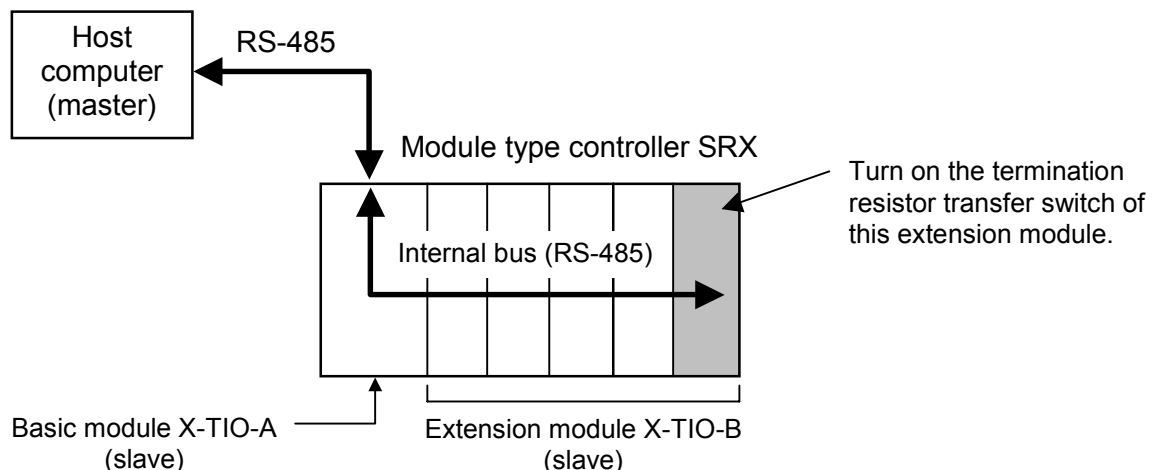 Host
computer
(master)
RS-485
Module type controller SRX
Turn on the termination
resistor transfer switch of
this extension module.
Internal bus (RS-485)
Basic module X-TIO-A
(slave)
Extension module X-TIO-B
(slave)